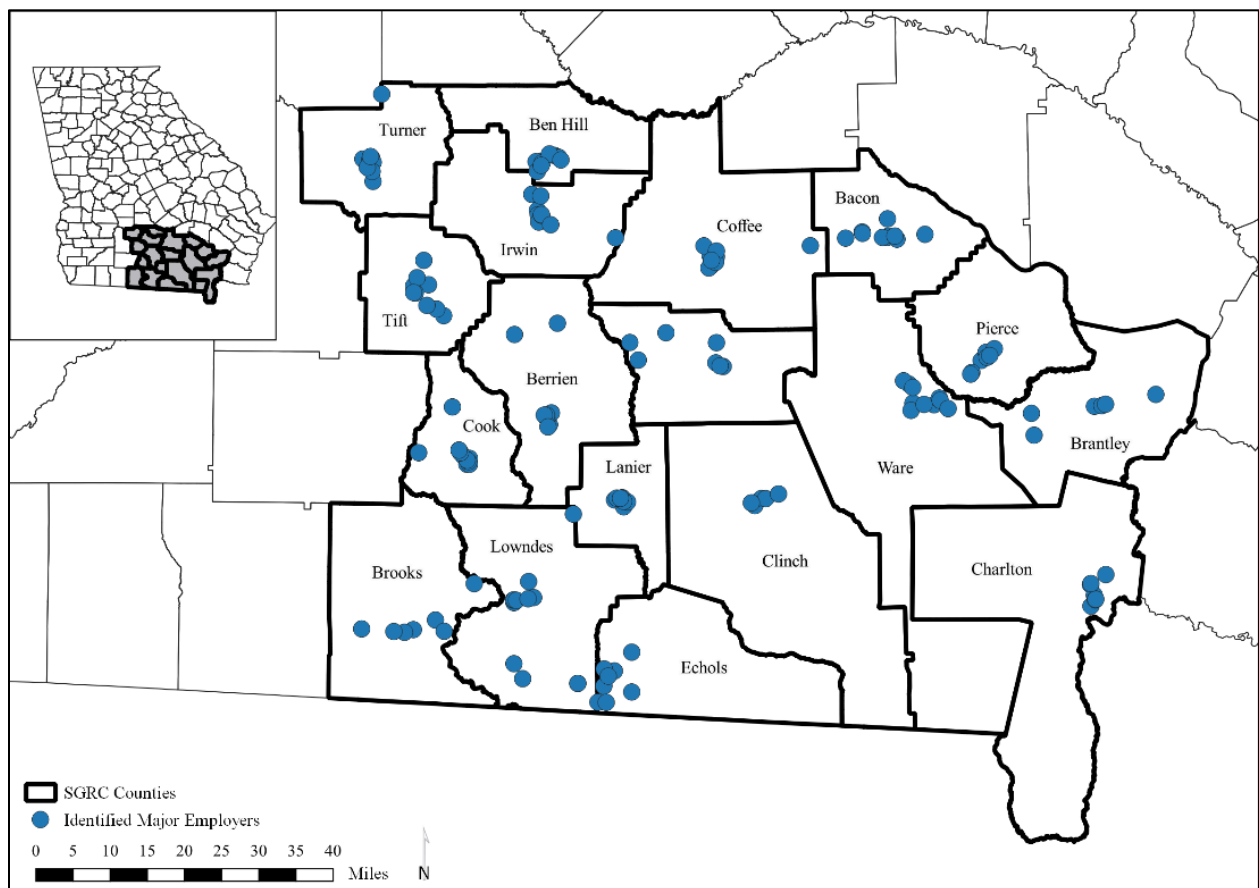 Turner
Ben Hill
Bacon
Coffee
Irwin
Tift
Pierce
Berrien
Cook
Brantley
Lanier
Ware
Lowndes
Clinch
Brooks
Charlton
Echols
SGRC Counties
Identified Major Employers
0 5 10 15 20 25 30 35 40
Miles
N